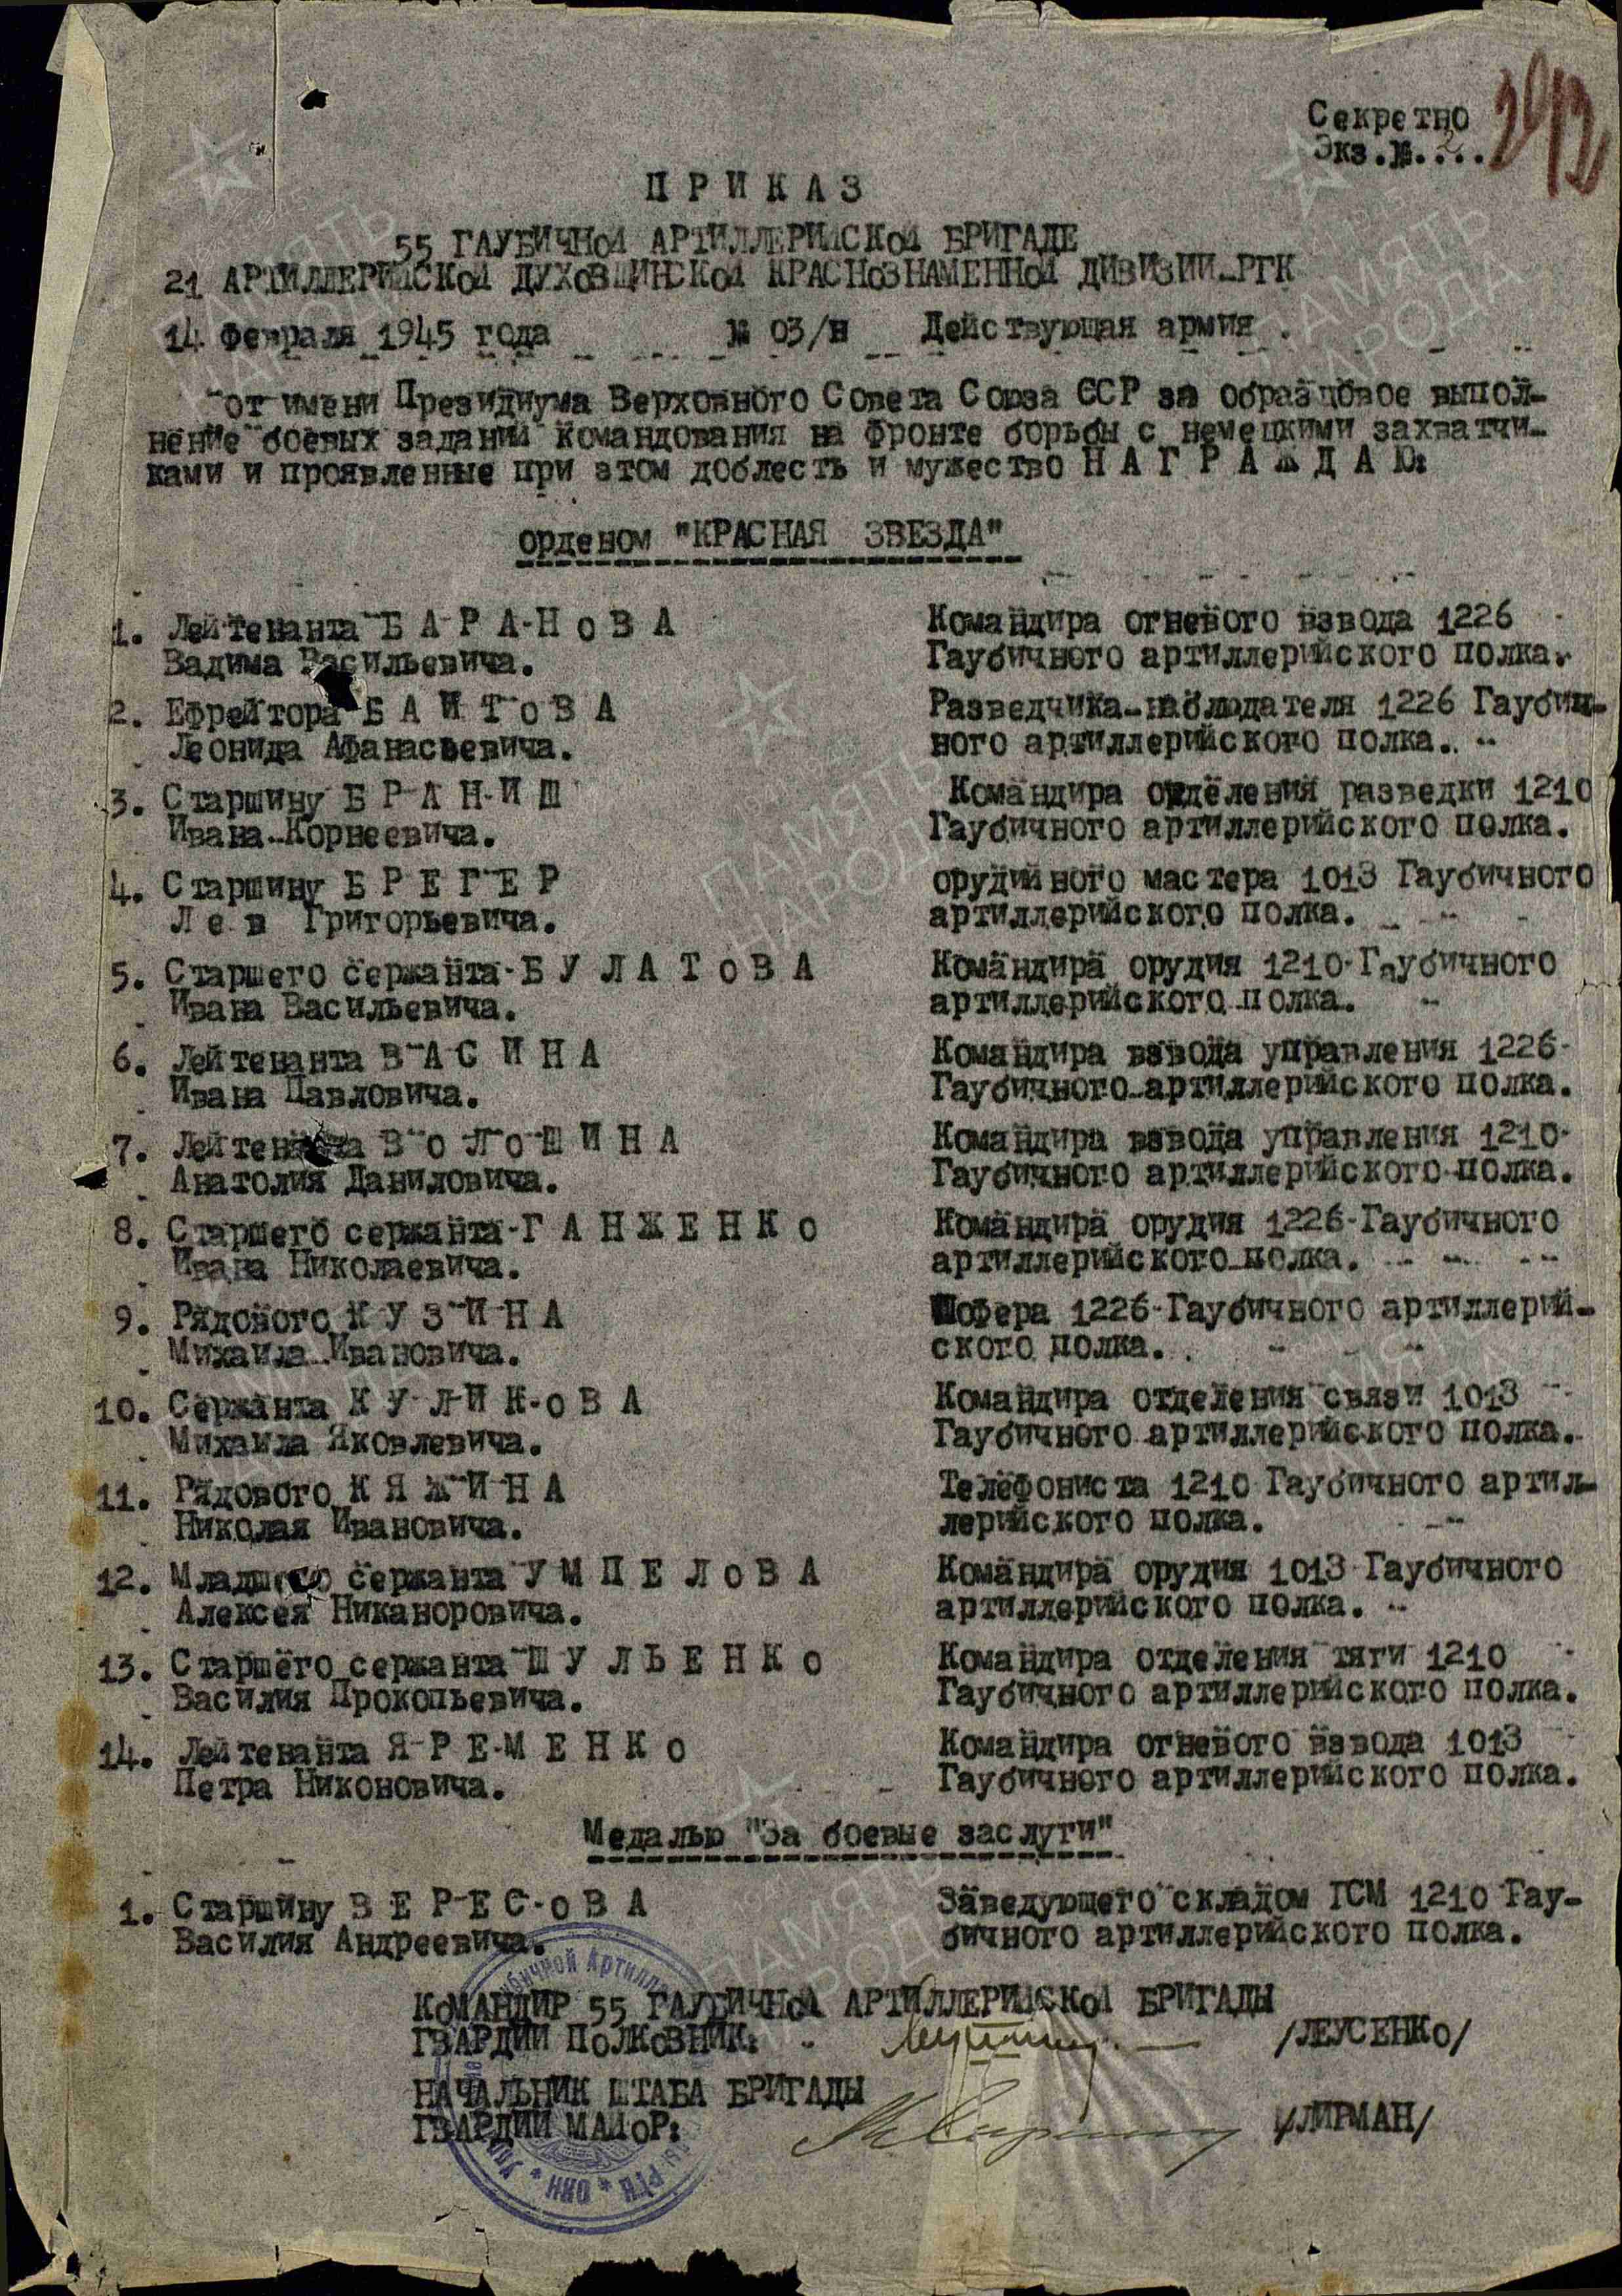 Секретно
Экз.№.2...
2912
ПРИКАЗ
55 ГАУБИЧНОЙ АРТИЛЛЕРИЙСКОЙ БРИГАДЕ
21 АРТИЛЛЕРИЙСКОЙ ДУХОВЩИНСКОЙ КРАСНОЗНАМЕННОЙ ДИВИЗИИ РГК
14 февраля 1945 года № 03/н Действующая армия.
От имени Президиума Верховного Совета Союза ССР за образцовое выпол-
нение боевых заданий командования на фронте борьбы с немецкими захватчи-
ками и проявленные при этом доблесть и мужество НАГРАЖДАЮ:
орденом "КРАСНАЯ ЗВЕЗДА"
1. Лейтенанта БАРАНОВА Командира огневого взвода 1226
Вадима Васильевича. Гаубичного артиллерийского полка.
2. Ефрейтора БАИТОВА Разведчика-наблюдателя 1226 Гаубич-
Леонида Афанасьевича. ного артиллерийского полка.
3. Старшину БРАНИШ Командира отделения разведки 1210
Ивана Корнеевича. Гаубичного артиллерийского полка.
4. Старшину БРЕГЕР Орудийного мастера 1013 Гаубичного
Лев Григорьевича. артиллерийского полка.
5. Старшего сержанта БУЛАТОВА Командира орудия 1210 Гаубичного
Ивана Васильевича. артиллерийского полка.
6. Лейтенанта ВАСИНА Командира взвода управления 1226
Ивана Павловича. Гаубичного артиллерийского полка.
7. Лейтенанта ВОЛОШИНА Командира взвода управления 1210
Анатолия Даниловича. Гаубичного артиллерийского полка.
8. Старшего сержанта ГАНЖЕНКО Командира орудия 1226 Гаубичного
Ивана Николаевича. артиллерийского полка.
9. Рядового КУЗИНА Шофера 1226 Гаубичного артиллерий-
Михаила Ивановича. ского полка.
10. Сержанта КУЛИКОВА Командира отделения связи 1013
Михаила Яковлевича. Гаубичного артиллерийского полка.
11. Рядового КЯЖИНА Телефониста 1210 Гаубичного артил-
Николая Ивановича. лерийского полка.
12. Младшего сержанта УМПЕЛОВА Командира орудия 1013 Гаубичного
Алексея Никаноровича. артиллерийского полка.
13. Старшего сержанта ШУЛЬЕНКО Командира отделения тяги 1210
Василия Прокопьевича. Гаубичного артиллерийского полка.
14. Лейтенанта ЯРЕМЕНКО Командира огневого взвода 1013
Петра Никоновича. Гаубичного артиллерийского полка.
Медалью "За боевые заслуги"
1. Старшину ВЕРЕСОВА Заведующего складом ГСМ 1210 Гау-
Василия Андреевича. бичного артиллерийского полка.
КОМАНДИР 55 ГАУБИЧНОЙ АРТИЛЛЕРИЙСКОЙ БРИГАДЫ
ГВАРДИИ ПОЛКОВНИК: /ЛЕУСЕНКО/
НАЧАЛЬНИК ШТАБА БРИГАДЫ
ГВАРДИИ МАЙОР: /ЛИРМАН/
ПАМЯТЬ
НАРОДА